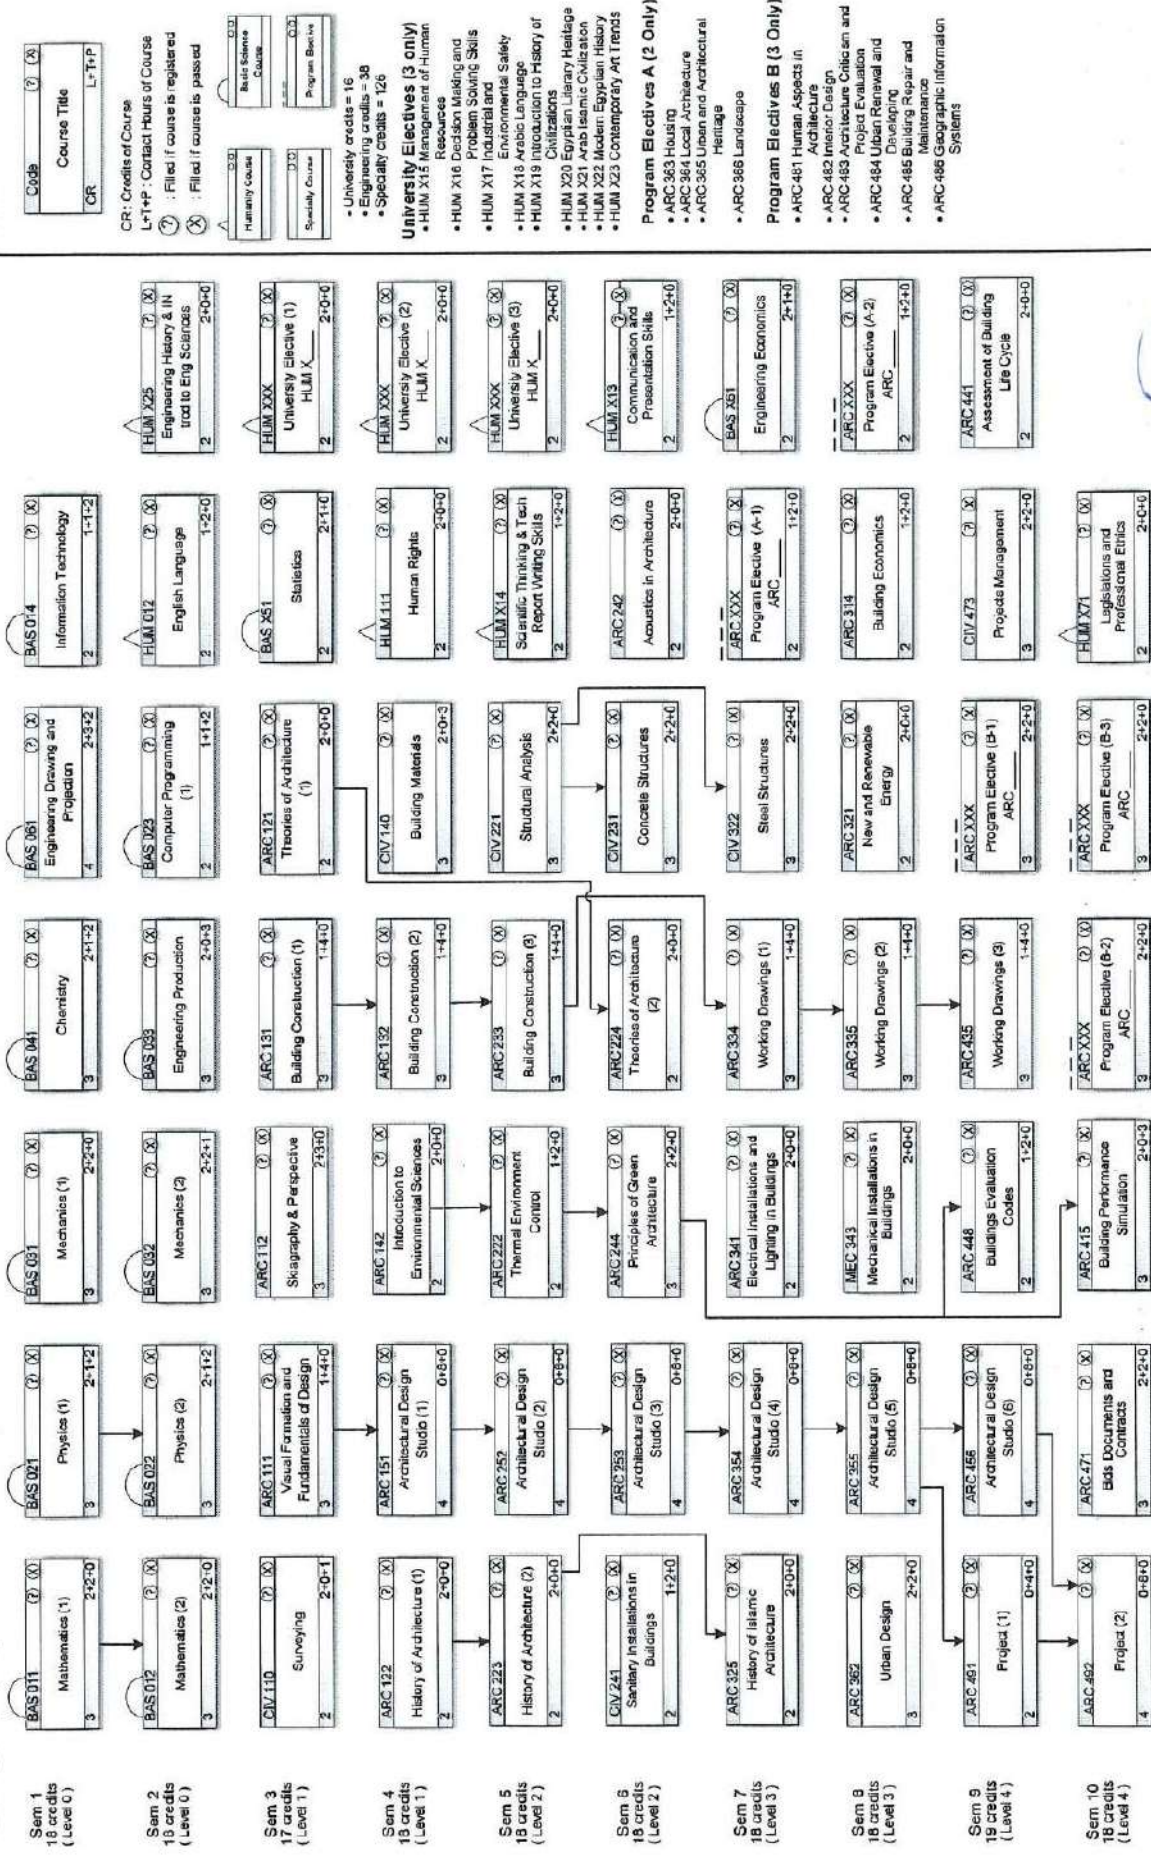 Sem 1
18 credits
(Level 0)
BAS 011 (?) (X)
Mathematics (1)
3 2+2+0
BAS 021 (?) (X)
Physics (1)
3 2+1+2
BAS 031 (?) (X)
Mechanics (1)
3 2+2+0
BAS 041 (?) (X)
Chemistry
3 2+1+2
BAS 061 (?) (X)
Engineering Drawing and
Projection
4 2+3+2
BAS 014 (?) (X)
Information Technology
2 1+1+2
Sem 2
18 credits
(Level 0)
BAS 012 (?) (X)
Mathematics (2)
3 2+2+0
BAS 022 (?) (X)
Physics (2)
3 2+1+2
BAS 032 (?) (X)
Mechanics (2)
3 2+2+1
BAS 033 (?) (X)
Engineering Production
3 2+0+3
BAS 023 (?) (X)
Computer Programming
(1)
2 1+1+2
HUM 012 (?) (X)
English Language
2 1+2+0
HUM X25 (?) (X)
Engineering History & IN
trod to Eng Sciences
2 2+0+0
Sem 3
17 credits
(Level 1)
CIV 110 (?) (X)
Surveying
2 2+0+1
ARC 111 (?) (X)
Visual Formation and
Fundamentals of Design
3 1+4+0
ARC 112 (?) (X)
Skiagraphy & Perspective
3 2+3+0
ARC 131 (?) (X)
Building Construction (1)
3 1+4+0
ARC 121 (?) (X)
Theories of Architecture
(1)
2 2+0+0
BAS X51 (?) (X)
Statistics
2 2+1+0
HUM XXX (?) (X)
University Elective (1)
HUM X___
2 2+0+0
Sem 4
18 credits
(Level 1)
ARC 122 (?) (X)
History of Architecture (1)
2 2+0+0
ARC 151 (?) (X)
Architectural Design
Studio (1)
4 0+8+0
ARC 142 (?) (X)
Introduction to
Environmental Sciences
2 2+0+0
ARC 132 (?) (X)
Building Construction (2)
3 1+4+0
CIV 140 (?) (X)
Building Materials
3 2+0+3
HUM 111 (?) (X)
Human Rights
2 2+0+0
HUM XXX (?) (X)
University Elective (2)
HUM X___
2 2+0+0
Sem 5
18 credits
(Level 2)
ARC 223 (?) (X)
History of Architecture (2)
2 2+0+0
ARC 252 (?) (X)
Architectural Design
Studio (2)
4 0+8+0
ARC 222 (?) (X)
Thermal Environment
Control
2 1+2+0
ARC 233 (?) (X)
Building Construction (3)
3 1+4+0
CIV 221 (?) (X)
Structural Analysis
3 2+2+0
HUM X14 (?) (X)
Scientific Thinking & Tech
Report Writing Skills
2 1+2+0
HUM XXX (?) (X)
University Elective (3)
HUM X___
2 2+0+0
Sem 6
18 credits
(Level 2)
CIV 241 (?) (X)
Sanitary Installations in
Buildings
2 1+2+0
ARC 253 (?) (X)
Architectural Design
Studio (3)
4 0+8+0
ARC 244 (?) (X)
Principles of Green
Architecture
3 2+2+0
ARC 224 (?) (X)
Theories of Architecture
(2)
2 2+0+0
CIV 231 (?) (X)
Concrete Structures
3 2+2+0
ARC 242 (?) (X)
Acoustics in Architecture
2 2+0+0
HUM X13 (?) (X)
Communication and
Presentation Skills
2 1+2+0
Sem 7
18 credits
(Level 3)
ARC 325 (?) (X)
History of Islamic
Architecture
2 2+0+0
ARC 354 (?) (X)
Architectural Design
Studio (4)
4 0+8+0
ARC 341 (?) (X)
Electrical Installations and
Lighting in Buildings
2 2+0+0
ARC 334 (?) (X)
Working Drawings (1)
3 1+4+0
CIV 322 (?) (X)
Steel Structures
3 2+2+0
ARC XXX (?) (X)
Program Elective (A-1)
ARC___
2 1+2+0
BAS X61 (?) (X)
Engineering Economics
2 2+1+0
Sem 8
18 credits
(Level 3)
ARC 362 (?) (X)
Urban Design
3 2+2+0
ARC 355 (?) (X)
Architectural Design
Studio (5)
4 0+8+0
MEC 343 (?) (X)
Mechanical Installations in
Buildings
2 2+0+0
ARC 335 (?) (X)
Working Drawings (2)
3 1+4+0
ARC 321 (?) (X)
New and Renewable
Energy
2 2+0+0
ARC 314 (?) (X)
Building Economics
2 1+2+0
ARC XXX (?) (X)
Program Elective (A-2)
ARC___
2 1+2+0
Sem 9
19 credits
(Level 4)
ARC 491 (?) (X)
Project (1)
2 0+4+0
ARC 456 (?) (X)
Architectural Design
Studio (6)
4 0+8+0
ARC 448 (?) (X)
Buildings Evaluation
Codes
2 1+2+0
ARC 435 (?) (X)
Working Drawings (3)
3 1+4+0
ARC XXX (?) (X)
Program Elective (B-1)
ARC___
3 2+2+0
CIV 473 (?) (X)
Projects Management
3 2+2+0
ARC 441 (?) (X)
Assessment of Building
Life Cycle
2 2+0+0
Sem 10
18 credits
(Level 4)
ARC 492 (?) (X)
Project (2)
4 0+8+0
ARC 471 (?) (X)
Bids Documents and
Contracts
3 2+2+0
ARC 415 (?) (X)
Building Performance
Simulation
3 2+0+3
ARC XXX (?) (X)
Program Elective (B-2)
ARC___
3 2+2+0
ARC XXX (?) (X)
Program Elective (B-3)
ARC___
3 2+2+0
HUM X71 (?) (X)
Legislations and
Professional Ethics
2 2+0+0
Code (?) (X)
Course Title
CR L+T+P
CR: Credits of Course
L+T+P : Contact Hours of Course
(?) : Filled if course is registered
(X) : Filled if course is passed
Humanity Course
Basic Science
Course
Specialty Course
Program Elective
• University credits = 16
• Engineering credits = 38
• Specialty credits = 126
University Electives (3 only)
• HUM X15 Management of Human
Resources
• HUM X16 Decision Making and
Problem Solving Skills
• HUM X17 Industrial and
Environmental Safety
• HUM X18 Arabic Language
• HUM X19 Introduction to History of
Civilizations
• HUM X20 Egyptian Literary Heritage
• HUM X21 Arab Islamic Civilization
• HUM X22 Modern Egyptian History
• HUM X23 Contemporary Art Trends
Program Electives A (2 Only)
• ARC 363 Housing
• ARC 364 Local Architecture
• ARC 365 Urban and Architectural
Heritage
• ARC 366 Landscape
Program Electives B (3 Only)
• ARC 481 Human Aspects in
Architecture
• ARC 482 Interior Design
• ARC 483 Architecture Criticism and
Project Evaluation
• ARC 484 Urban Renewal and
Developing
• ARC 485 Building Repair and
Maintenance
• ARC 486 Geographic Information
Systems